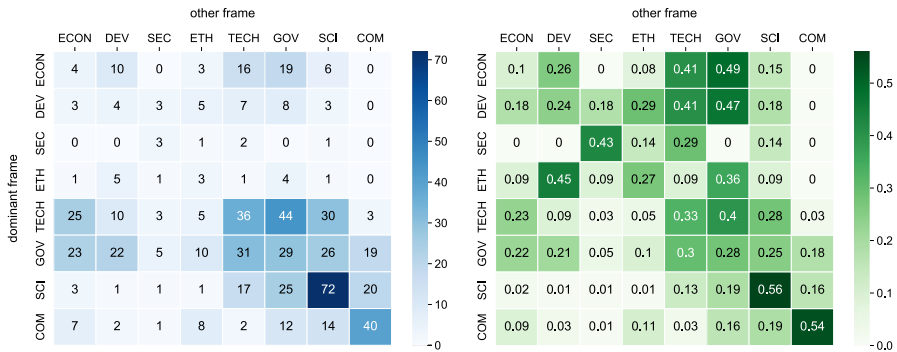 other frame
ECON DEV SEC ETH TECH GOV SCI COM
dominant frame
ECON 4 10 0 3 16 19 6 0
DEV 3 4 3 5 7 8 3 0
SEC 0 0 3 1 2 0 1 0
ETH 1 5 1 3 1 4 1 0
TECH 25 10 3 5 36 44 30 3
GOV 23 22 5 10 31 29 26 19
SCI 3 1 1 1 17 25 72 20
COM 7 2 1 8 2 12 14 40
70
60
50
40
30
20
10
0
other frame
ECON DEV SEC ETH TECH GOV SCI COM
ECON 0.1 0.26 0 0.08 0.41 0.49 0.15 0
DEV 0.18 0.24 0.18 0.29 0.41 0.47 0.18 0
SEC 0 0 0.43 0.14 0.29 0 0.14 0
ETH 0.09 0.45 0.09 0.27 0.09 0.36 0.09 0
TECH 0.23 0.09 0.03 0.05 0.33 0.4 0.28 0.03
GOV 0.22 0.21 0.05 0.1 0.3 0.28 0.25 0.18
SCI 0.02 0.01 0.01 0.01 0.13 0.19 0.56 0.16
COM 0.09 0.03 0.01 0.11 0.03 0.16 0.19 0.54
0.5
0.4
0.3
0.2
0.1
0.0